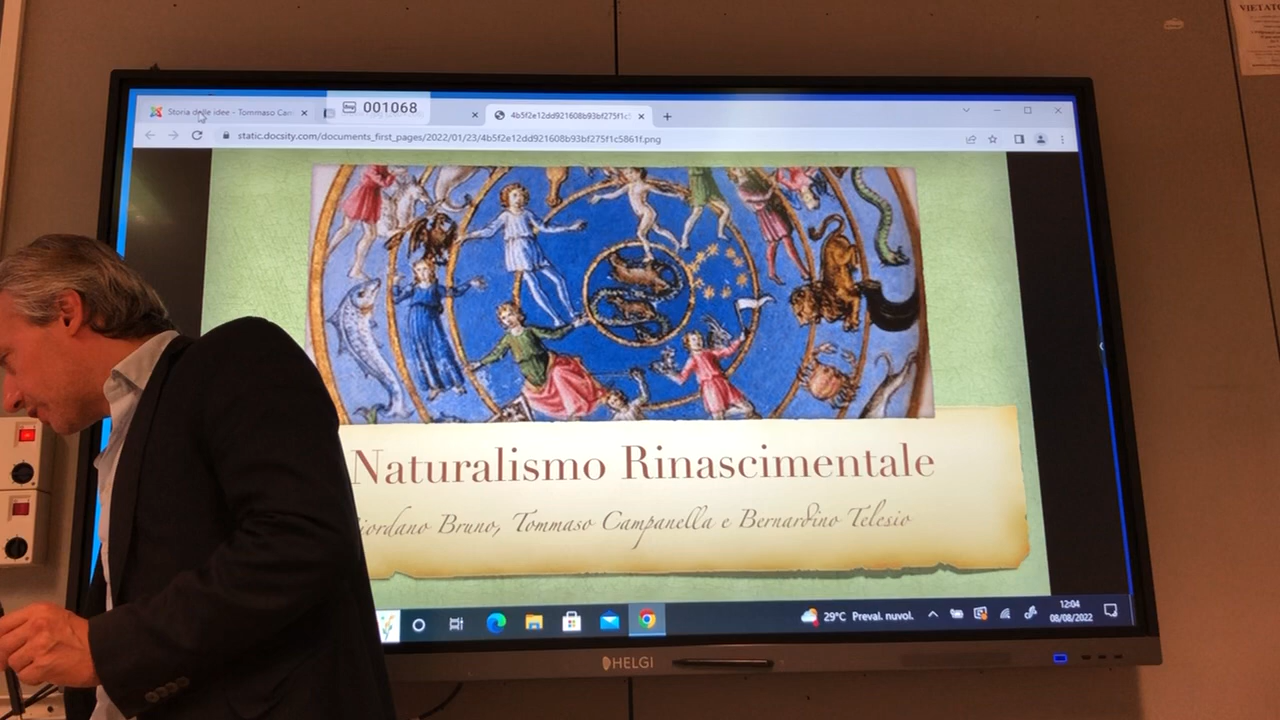 VIETATO
Storia delle idee - Tommaso Cam
001068
4b5f2e12dd921608b93bf275f1c
static.docsity.com/documents_first_pages/2022/01/23/4b5f2e12dd921608b93bf275f1c5861f.png
Naturalismo Rinascimentale
iordano Bruno, Tommaso Campanella e Bernardino Telesio
29°C Preval. nuvol.
12:04
08/08/2022
HELGI